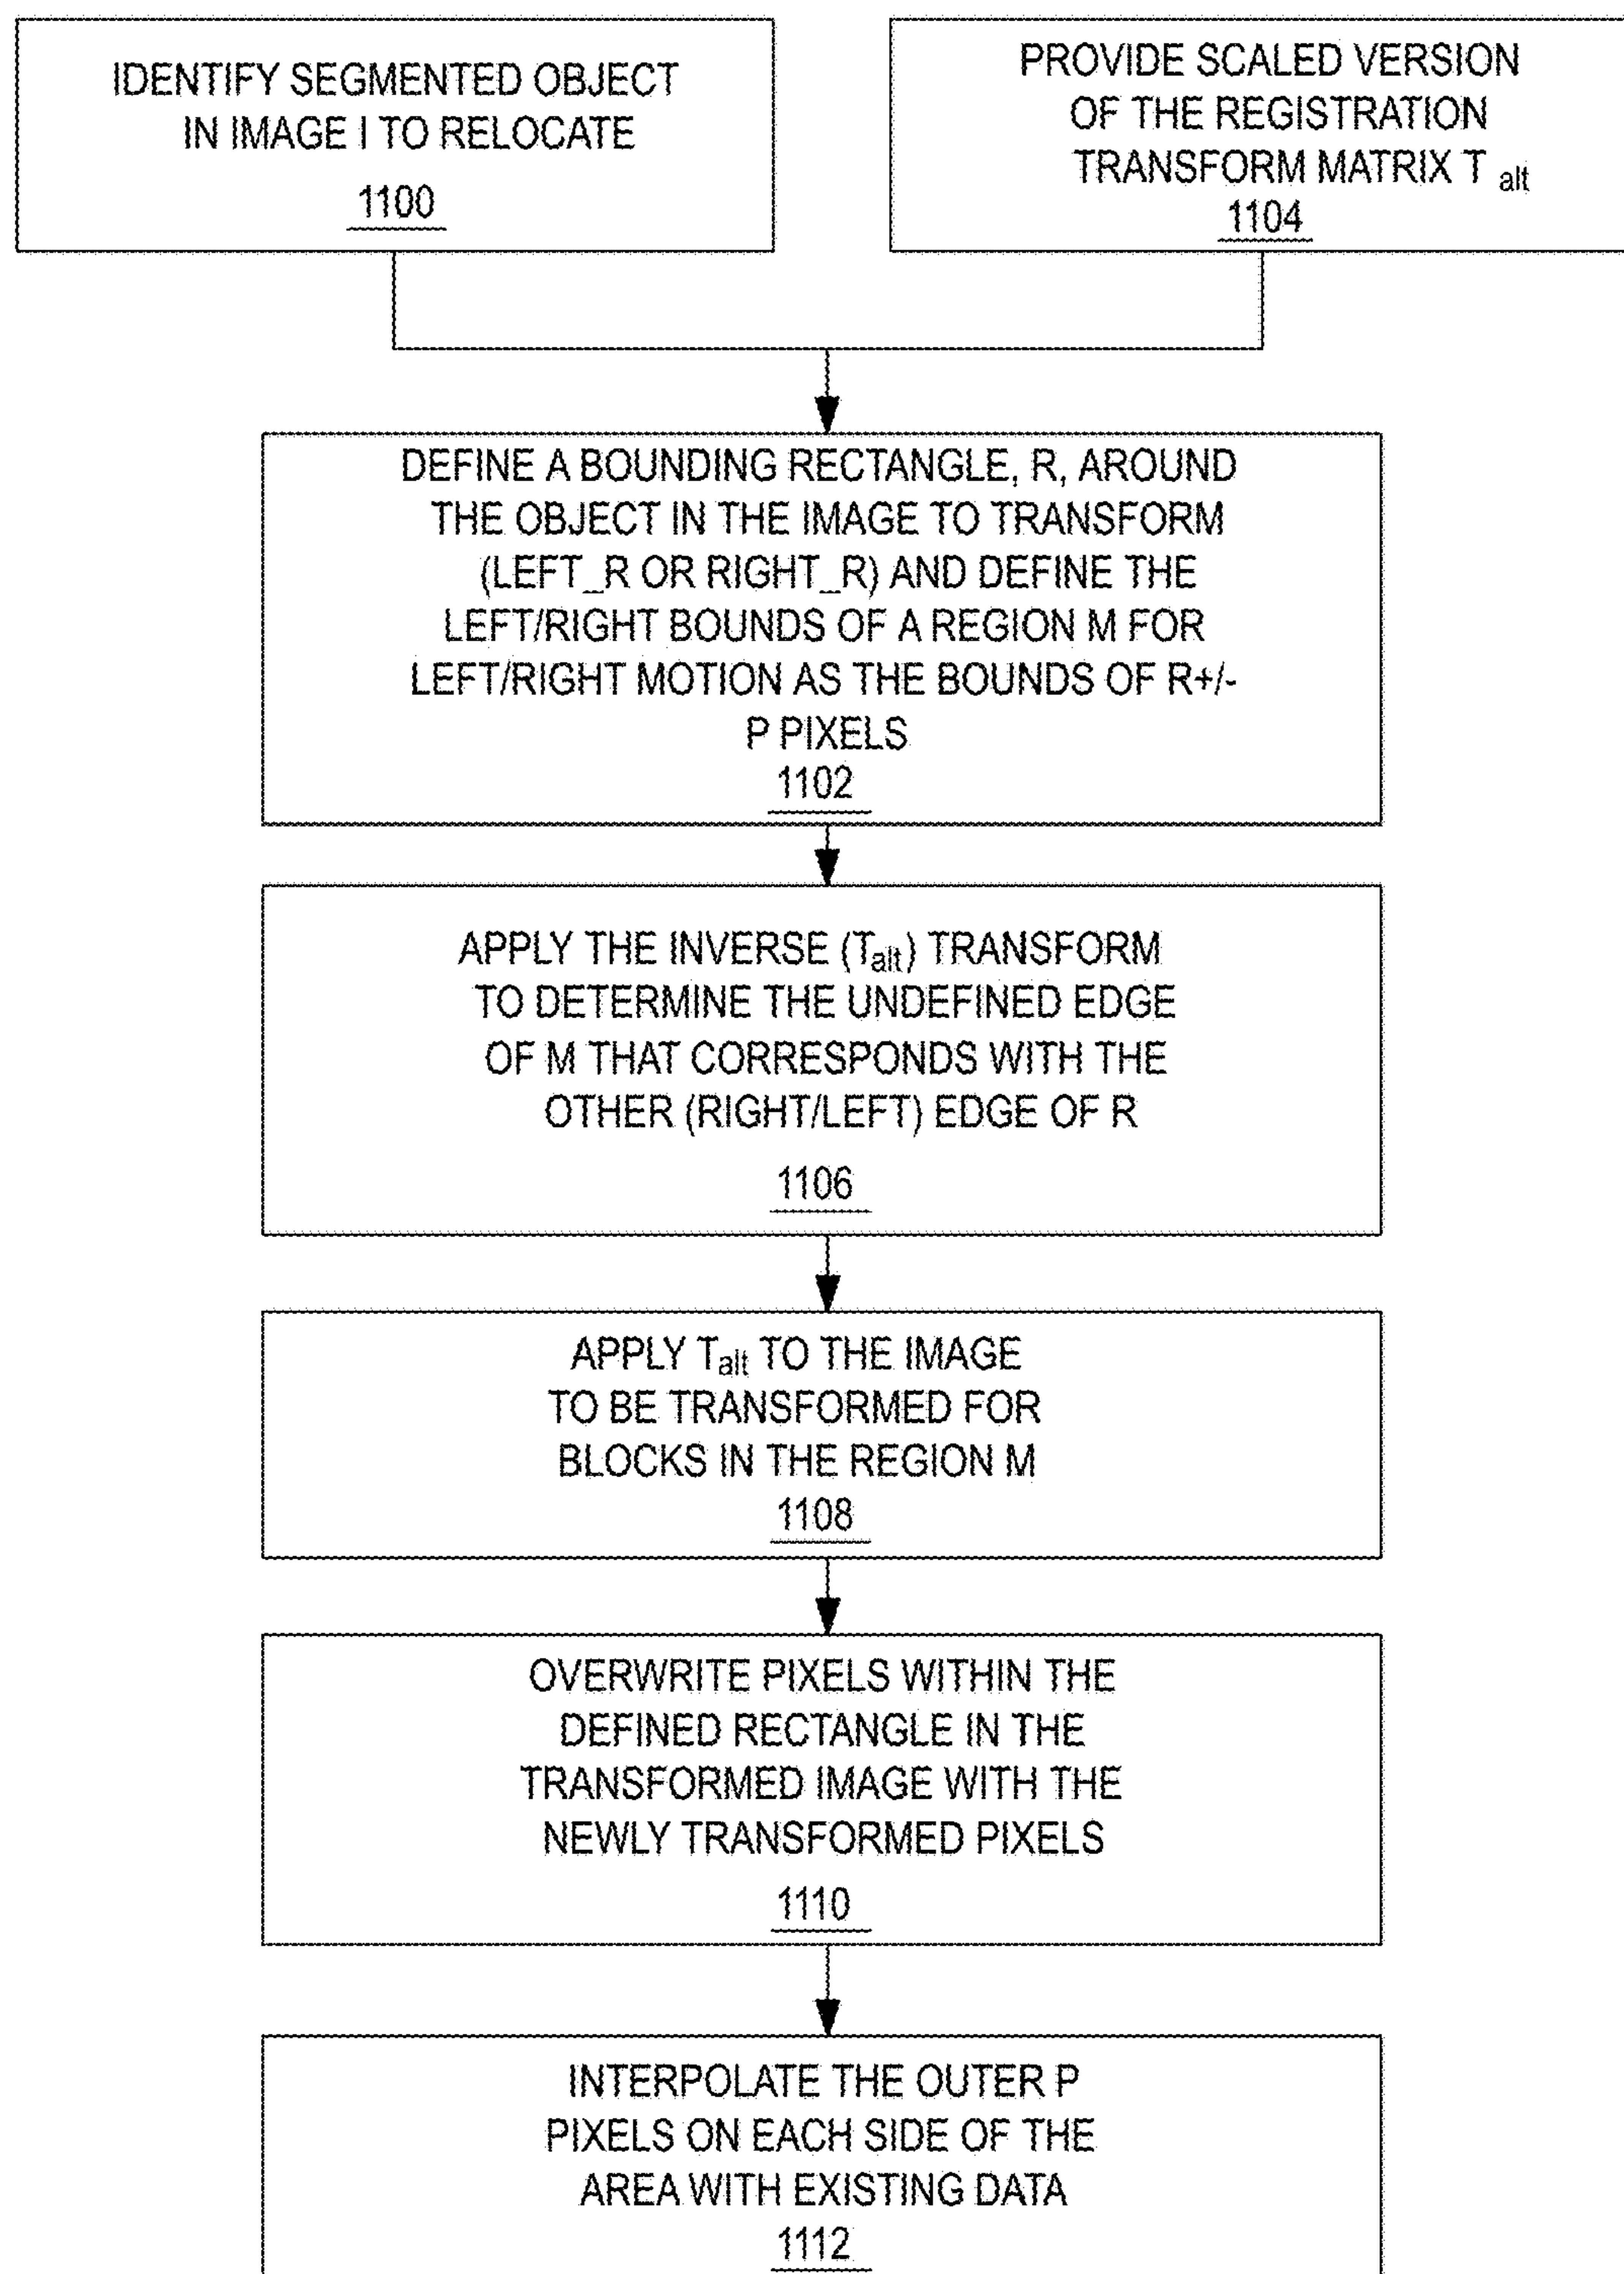 IDENTIFY SEGMENTED OBJECT
IN IMAGE I TO RELOCATE
1100
PROVIDE SCALED VERSION
OF THE REGISTRATION
TRANSFORM MATRIX T alt
1104
DEFINE A BOUNDING RECTANGLE, R, AROUND
THE OBJECT IN THE IMAGE TO TRANSFORM
(LEFT_R OR RIGHT_R) AND DEFINE THE
LEFT/RIGHT BOUNDS OF A REGION M FOR
LEFT/RIGHT MOTION AS THE BOUNDS OF R+/-
P PIXELS
1102
APPLY THE INVERSE (Talt) TRANSFORM
TO DETERMINE THE UNDEFINED EDGE
OF M THAT CORRESPONDS WITH THE
OTHER (RIGHT/LEFT) EDGE OF R
1106
APPLY Talt TO THE IMAGE
TO BE TRANSFORMED FOR
BLOCKS IN THE REGION M
1108
OVERWRITE PIXELS WITHIN THE
DEFINED RECTANGLE IN THE
TRANSFORMED IMAGE WITH THE
NEWLY TRANSFORMED PIXELS
1110
INTERPOLATE THE OUTER P
PIXELS ON EACH SIDE OF THE
AREA WITH EXISTING DATA
1112